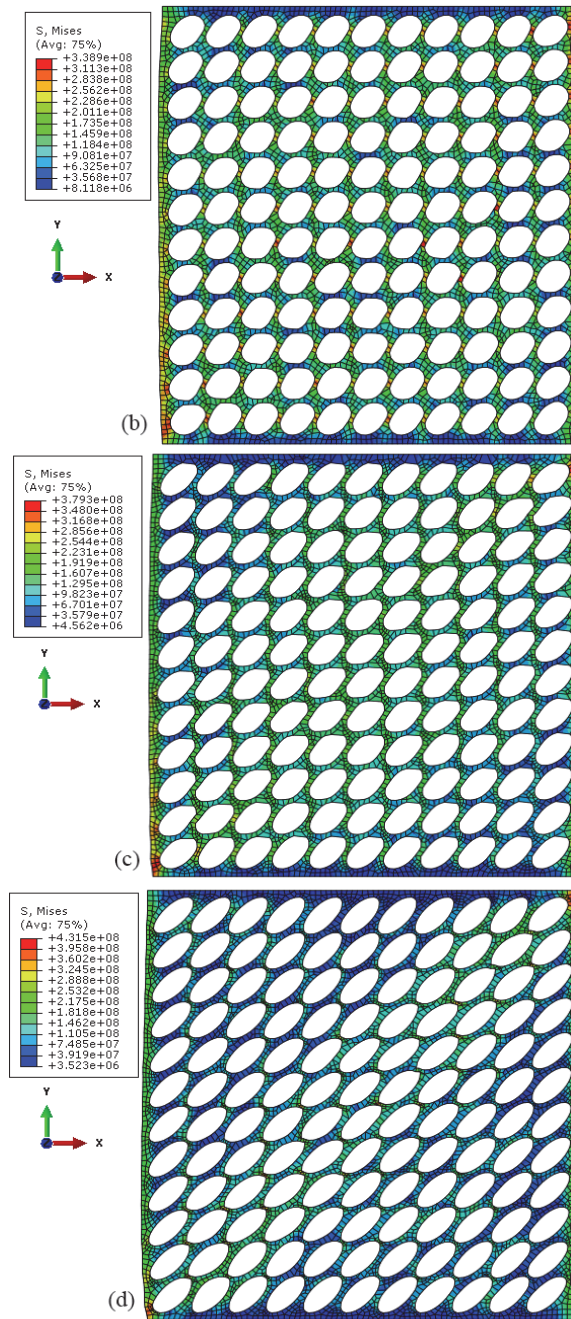 S, Mises
(Avg: 75%)
+3.389e+08
+3.113e+08
+2.838e+08
+2.562e+08
+2.286e+08
+2.011e+08
+1.735e+08
+1.459e+08
+1.184e+08
+9.081e+07
+6.325e+07
+3.568e+07
+8.118e+06
Y
Z
X
(b)
S, Mises
(Avg: 75%)
+3.793e+08
+3.480e+08
+3.168e+08
+2.856e+08
+2.544e+08
+2.231e+08
+1.919e+08
+1.607e+08
+1.295e+08
+9.823e+07
+6.701e+07
+3.579e+07
+4.562e+06
Y
Z
X
(c)
S, Mises
(Avg: 75%)
+4.315e+08
+3.958e+08
+3.602e+08
+3.245e+08
+2.888e+08
+2.532e+08
+2.175e+08
+1.818e+08
+1.462e+08
+1.105e+08
+7.485e+07
+3.919e+07
+3.523e+06
Y
Z
X
(d)